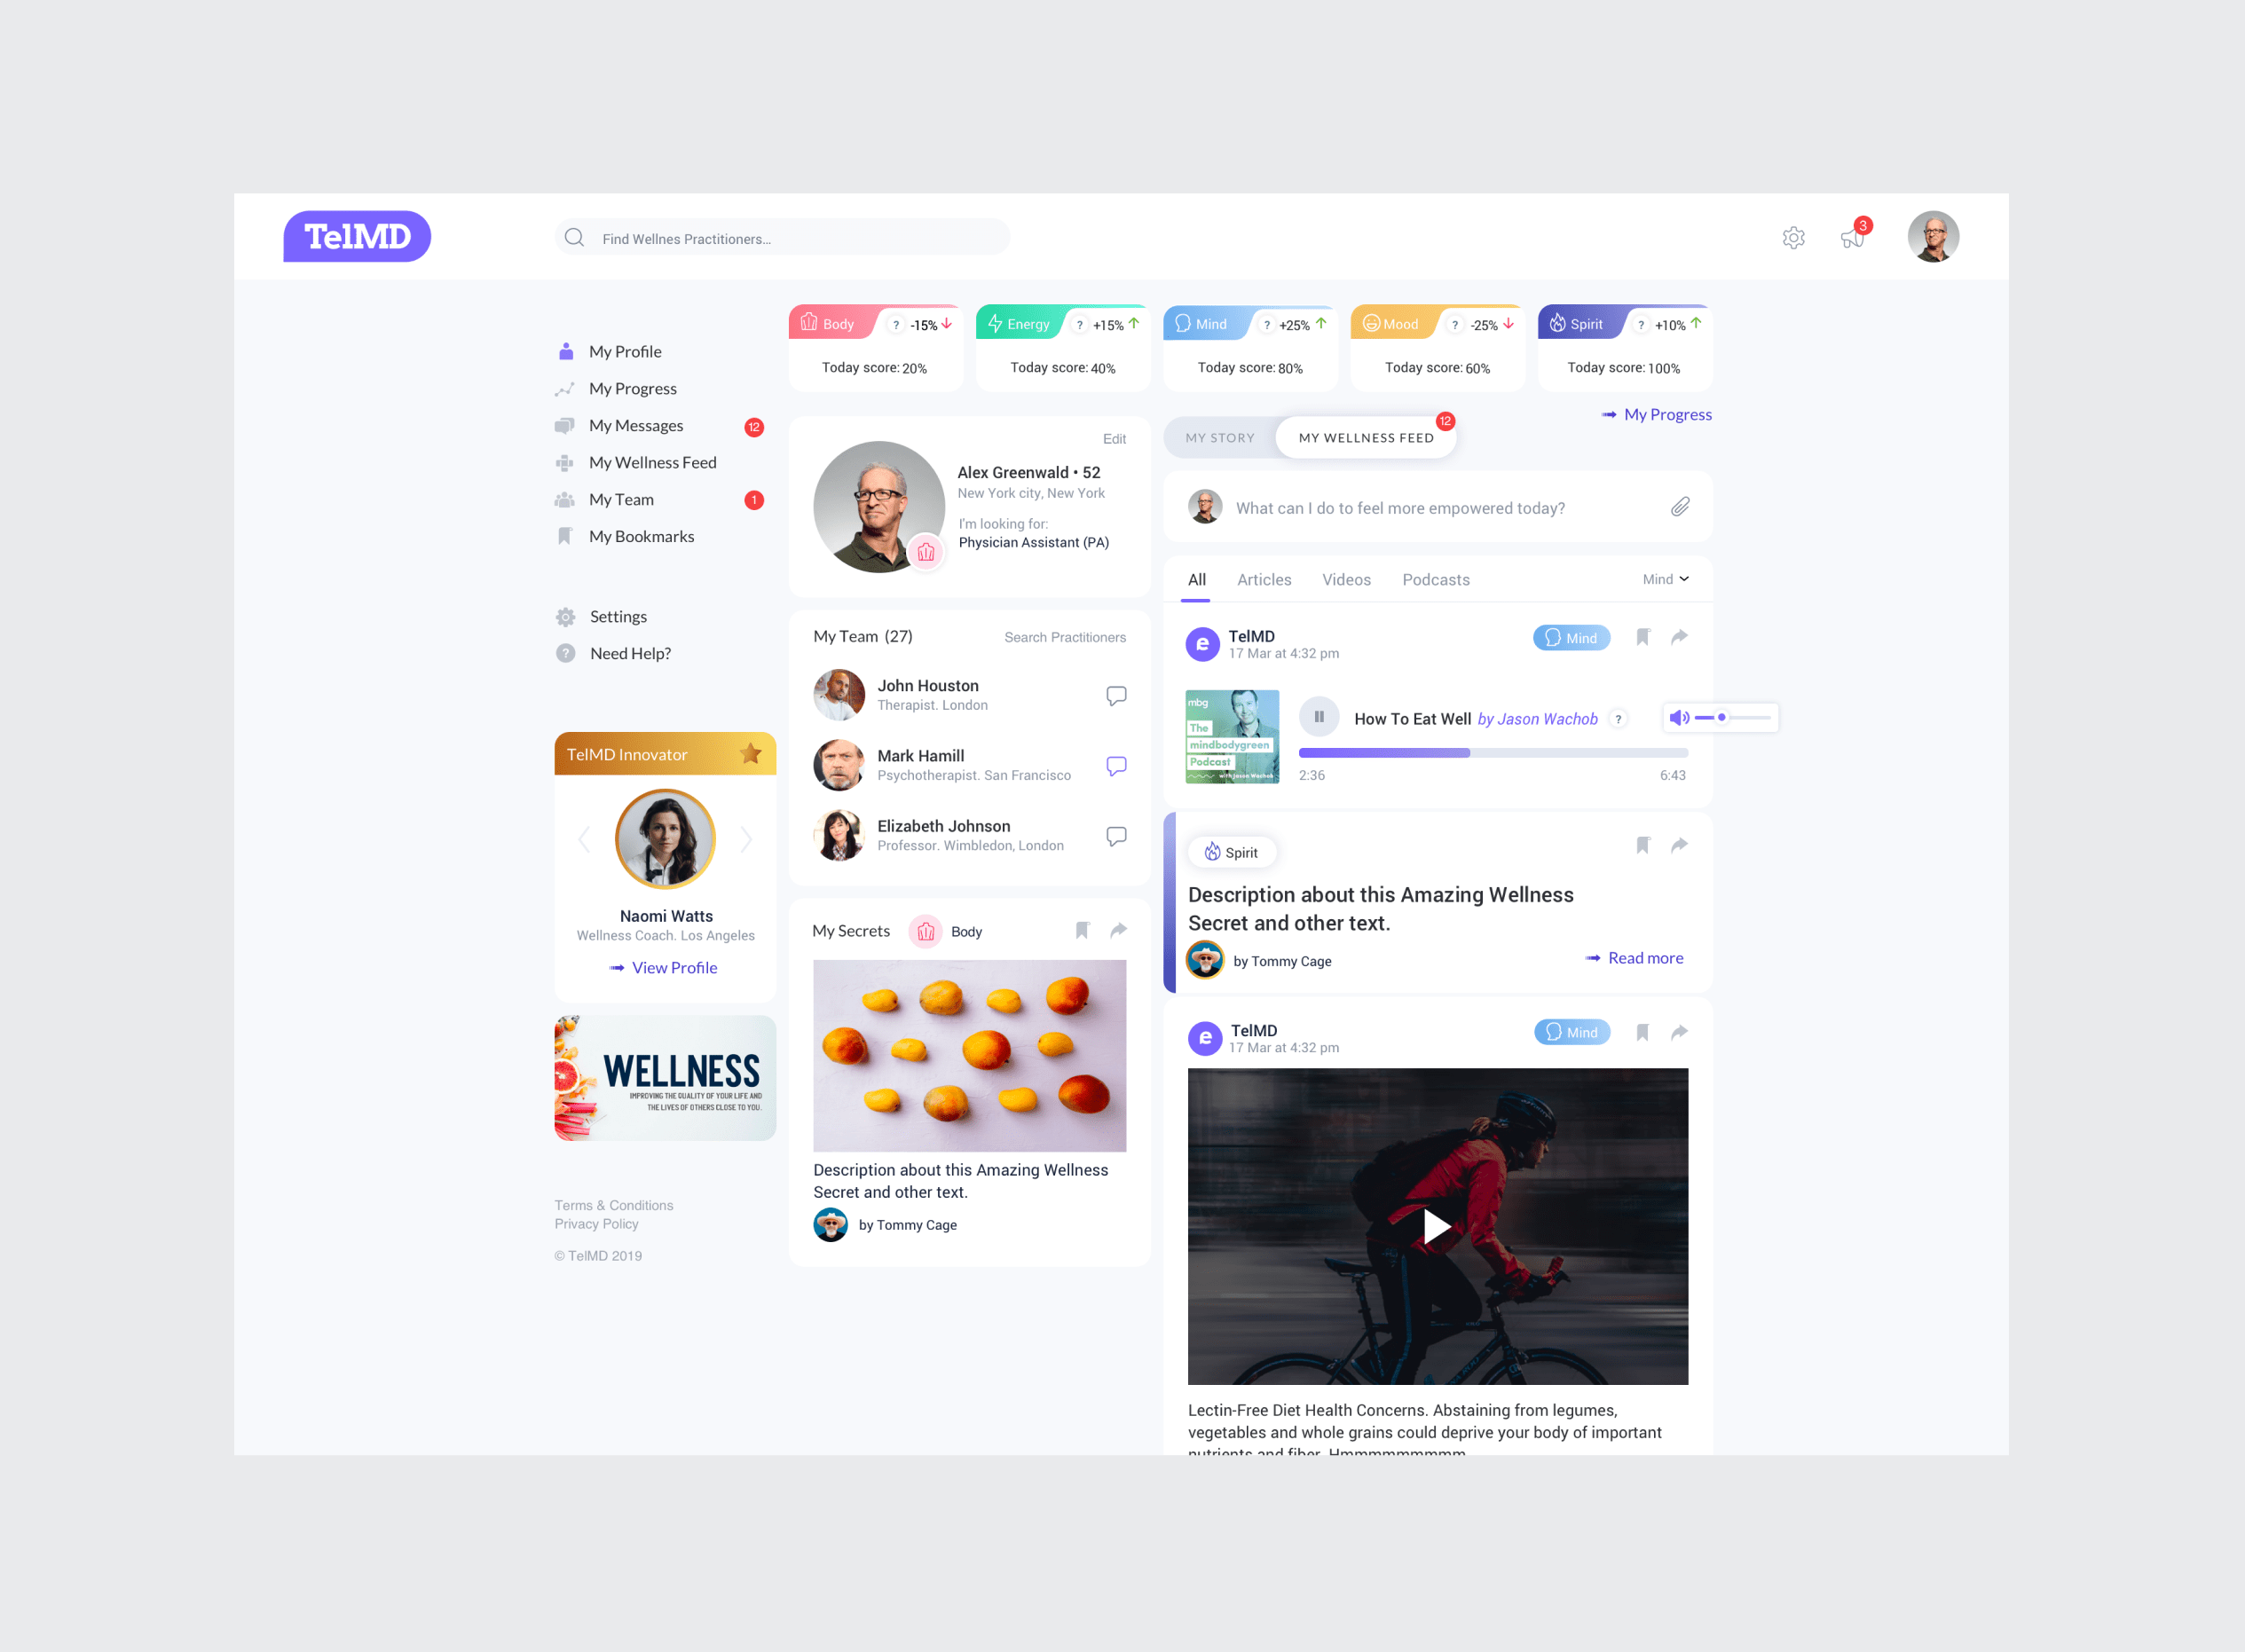 TelMD
Find Wellnes Practitioners...
3
My Profile
My Progress
My Messages 12
My Wellness Feed
My Team 1
My Bookmarks
Settings
Need Help?
TelMD Innovator
Naomi Watts
Wellness Coach. Los Angeles
View Profile
WELLNESS
IMPROVING THE QUALITY OF YOUR LIFE AND
THE LIVES OF OTHERS CLOSE TO YOU.
Terms & Conditions
Privacy Policy
© TelMD 2019
Body ? -15%
Today score: 20%
Energy ? +15%
Today score: 40%
Mind ? +25%
Today score: 80%
Mood ? -25%
Today score: 60%
Spirit ? +10%
Today score: 100%
My Progress
Edit
Alex Greenwald • 52
New York city, New York
I'm looking for:
Physician Assistant (PA)
My Team (27) Search Practitioners
John Houston
Therapist. London
Mark Hamill
Psychotherapist. San Francisco
Elizabeth Johnson
Professor. Wimbledon, London
My Secrets Body
Description about this Amazing Wellness
Secret and other text.
by Tommy Cage
MY STORY MY WELLNESS FEED 12
What can I do to feel more empowered today?
All Articles Videos Podcasts Mind
e TelMD Mind
17 Mar at 4:32 pm
mbg
The
mindbodygreen
Podcast
with Jason Wachob
How To Eat Well by Jason Wachob ?
2:36 6:43
Spirit
Description about this Amazing Wellness
Secret and other text.
by Tommy Cage Read more
e TelMD Mind
17 Mar at 4:32 pm
Lectin-Free Diet Health Concerns. Abstaining from legumes,
vegetables and whole grains could deprive your body of important
nutrients and fiber. Hmmmmmmmmm